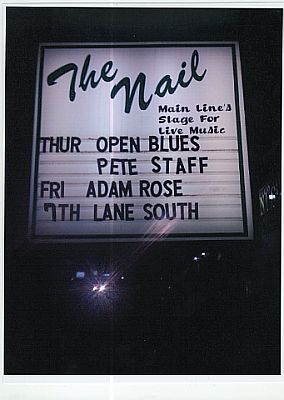 The Nail
Main Line's
Stage For
Live Music
THUR OPEN BLUES
PETE STAFF
FRI ADAM ROSE
7TH LANE SOUTH